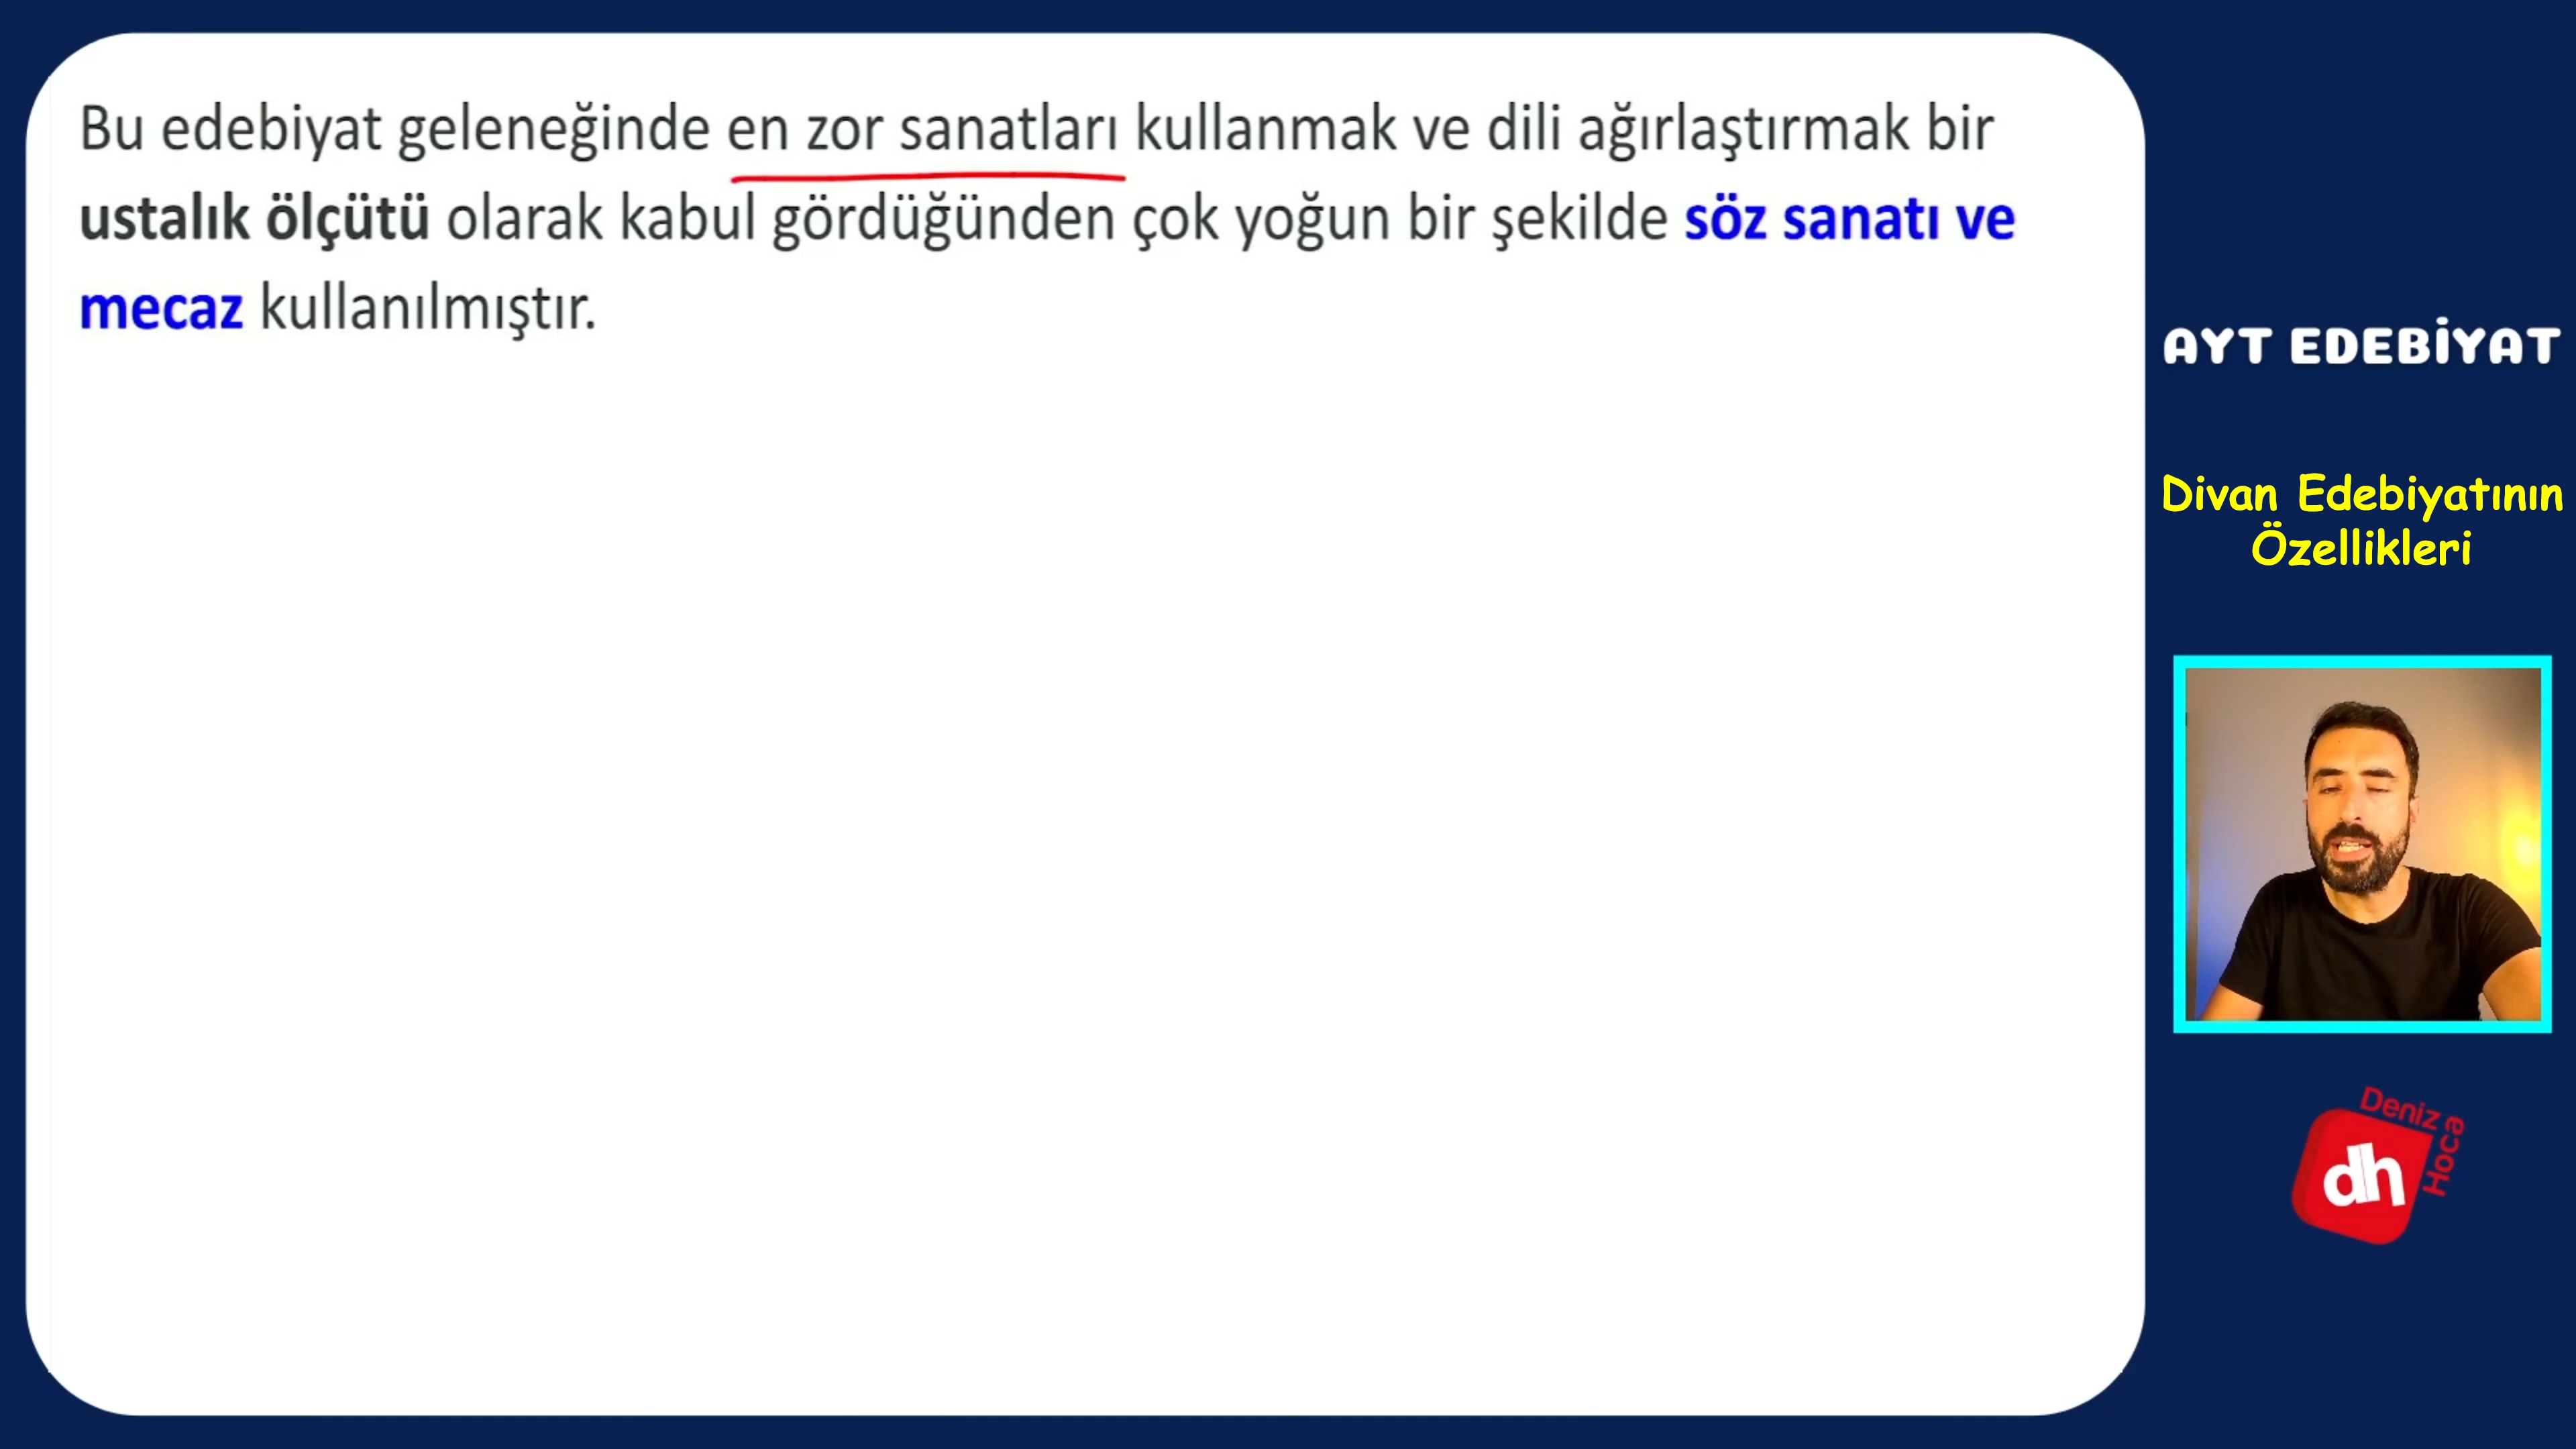 Bu edebiyat geleneğinde en zor sanatları kullanmak ve dili ağırlaştırmak bir
ustalık ölçütü olarak kabul gördüğünden çok yoğun bir şekilde söz sanatı ve
mecaz kullanılmıştır.
AYT EDEBİYAT
Divan Edebiyatının
Özellikleri
Deniz
Hoca
dh